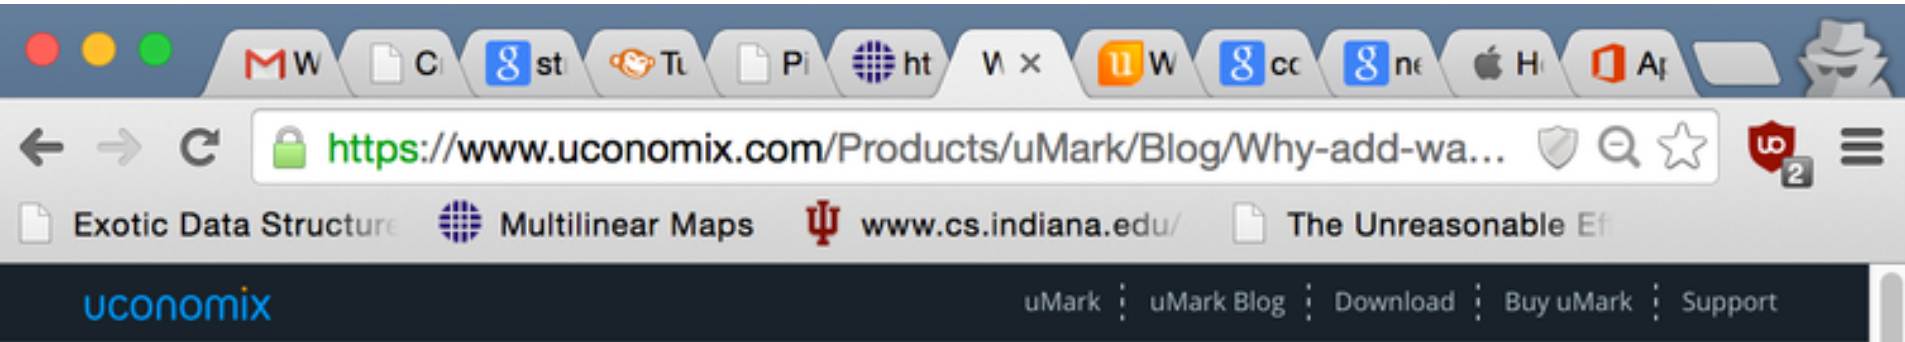 W C st Tu Pi ht W W cc ne H Ap
https://www.uconomix.com/Products/uMark/Blog/Why-add-wa...
2
Exotic Data Structure Multilinear Maps www.cs.indiana.edu/ The Unreasonable Ef
uconomix uMark uMark Blog Download Buy uMark Support